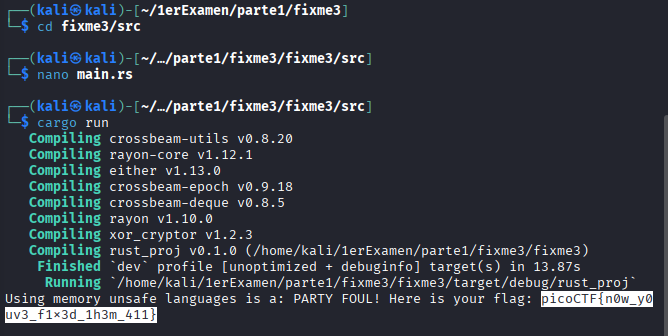 ┌──(kali㉿kali)-[~/1erExamen/parte1/fixme3]
└─$ cd fixme3/src
┌──(kali㉿kali)-[~/…/parte1/fixme3/fixme3/src]
└─$ nano main.rs
┌──(kali㉿kali)-[~/…/parte1/fixme3/fixme3/src]
└─$ cargo run
Compiling crossbeam-utils v0.8.20
Compiling rayon-core v1.12.1
Compiling either v1.13.0
Compiling crossbeam-epoch v0.9.18
Compiling crossbeam-deque v0.8.5
Compiling rayon v1.10.0
Compiling xor_cryptor v1.2.3
Compiling rust_proj v0.1.0 (/home/kali/1erExamen/parte1/fixme3/fixme3)
Finished `dev` profile [unoptimized + debuginfo] target(s) in 13.87s
Running `/home/kali/1erExamen/parte1/fixme3/fixme3/target/debug/rust_proj`
Using memory unsafe languages is a: PARTY FOUL! Here is your flag: picoCTF{n0w_y0
uv3_f1x3d_1h3m_411}